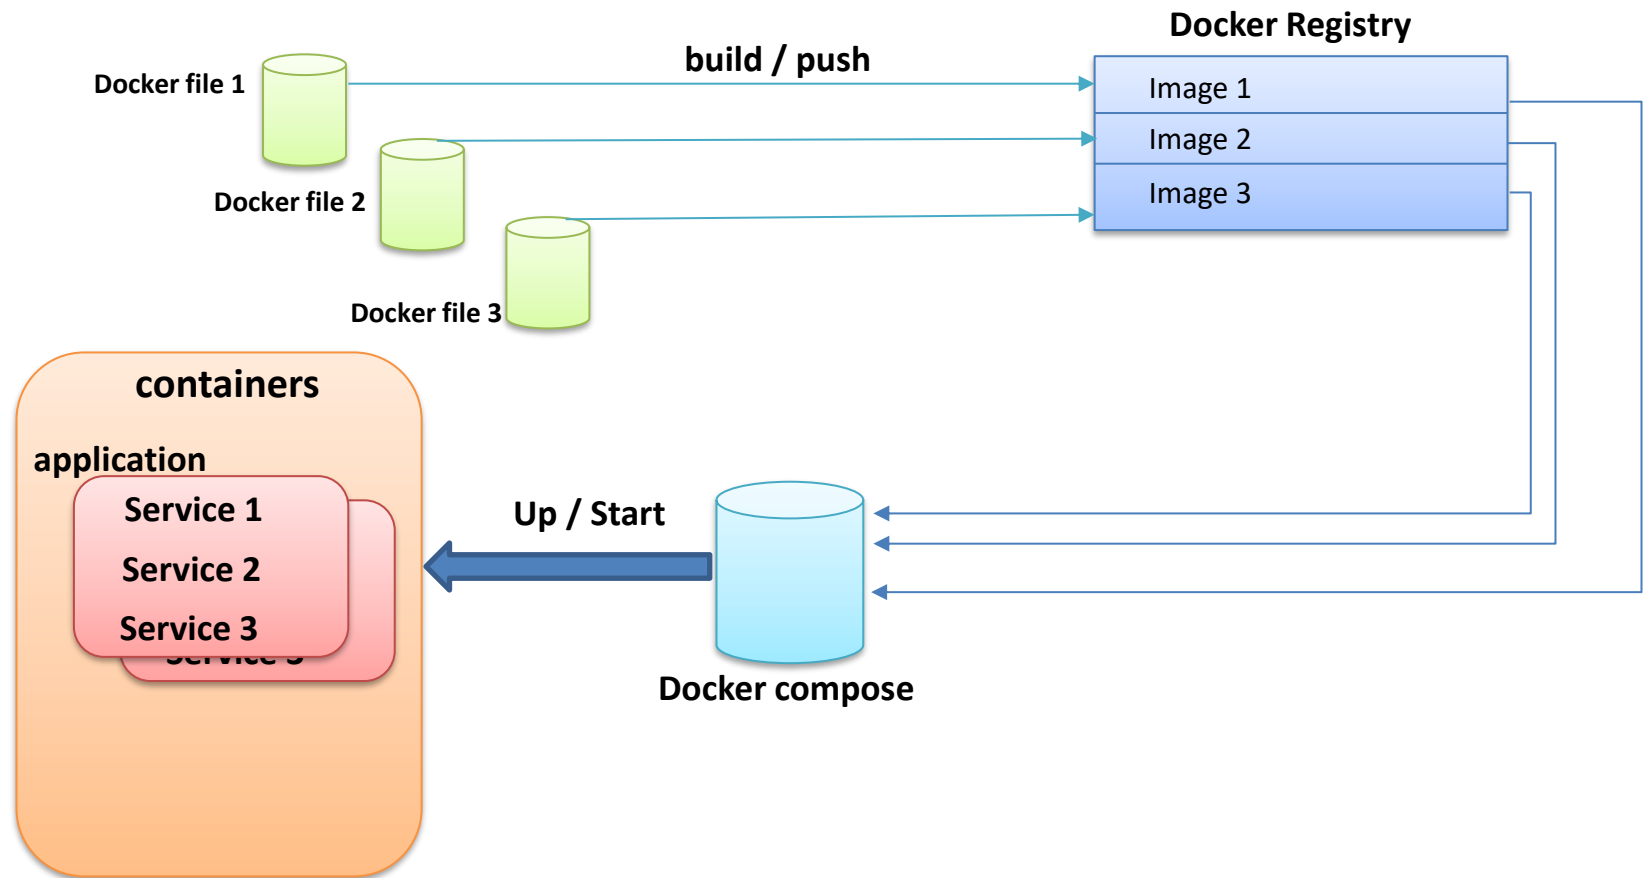 Docker Registry
build / push
Docker file 1
Image 1
Image 2
Docker file 2
Image 3
Docker file 3
containers
application
Service 1
Service 2
Service 3
Up / Start
Docker compose